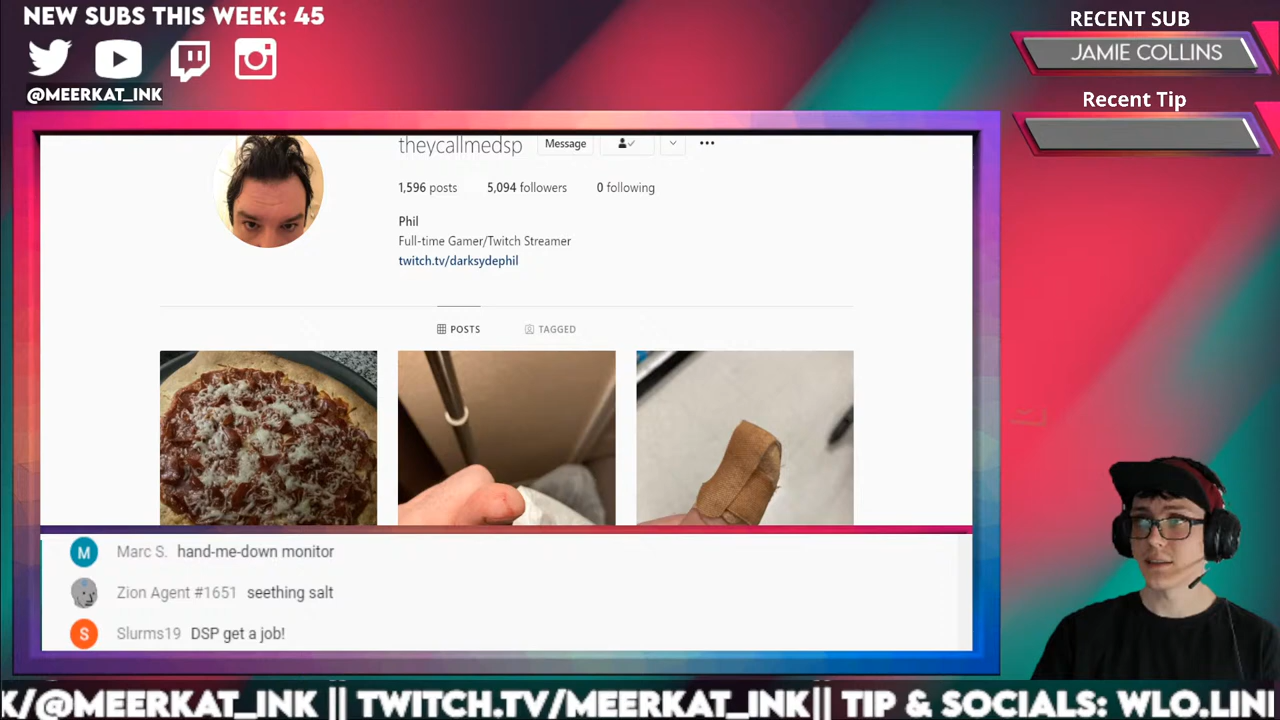 NEW SUBS THIS WEEK: 45
@MEERKAT_INK
RECENT SUB
JAMIE COLLINS
Recent Tip
theycallmedsp Message
1,596 posts 5,094 followers 0 following
Phil
Full-time Gamer/Twitch Streamer
twitch.tv/darksydephil
POSTS TAGGED
Marc S. hand-me-down monitor
Zion Agent #1651 seething salt
Slurms19 DSP get a job!
M
S
K/@MEERKAT_INK || TWITCH.TV/MEERKAT_INK|| TIP & SOCIALS: WLO.LIN